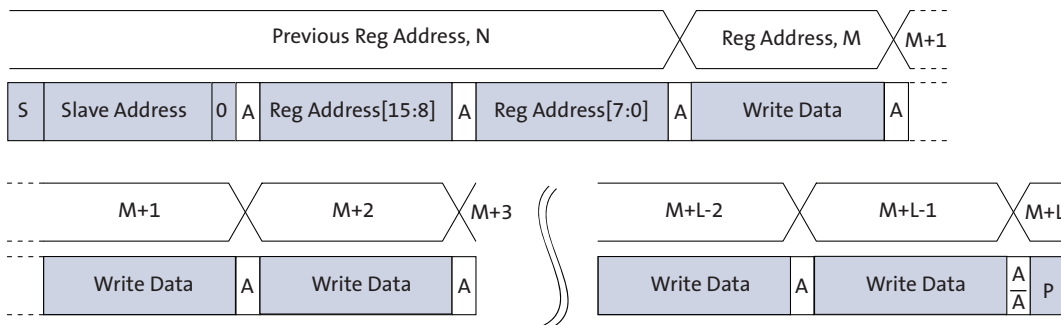 Previous Reg Address, N Reg Address, M M+1
S Slave Address 0 A Reg Address[15:8] A Reg Address[7:0] A Write Data A
M+1 M+2 M+3 M+L-2 M+L-1 M+L
Write Data A Write Data A Write Data A Write Data A/A̅ P